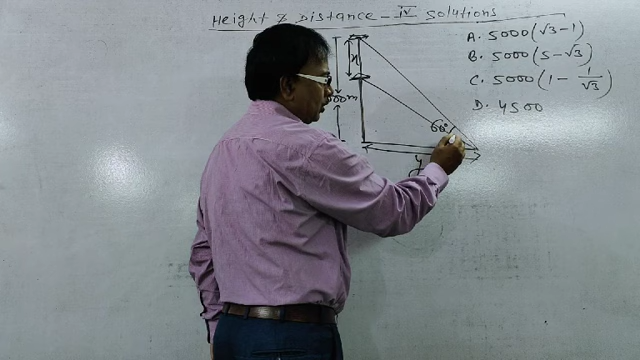 Height & Distance - IV Solutions
A. 5000 (√3 - 1)
B. 5000 (5 - √3)
C. 5000 (1 - 1/√3)
D. 4500
x
60°
y